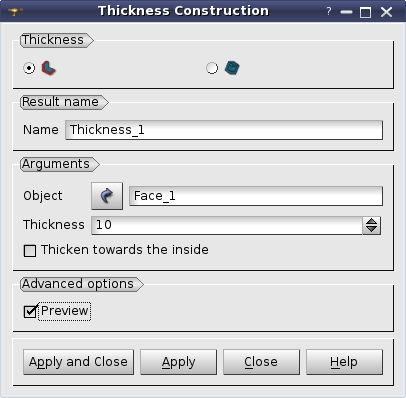 Thickness Construction
?
Thickness
Result name
Name Thickness_1
Arguments
Object Face_1
Thickness 10
Thicken towards the inside
Advanced options
Preview
Apply and Close Apply Close Help